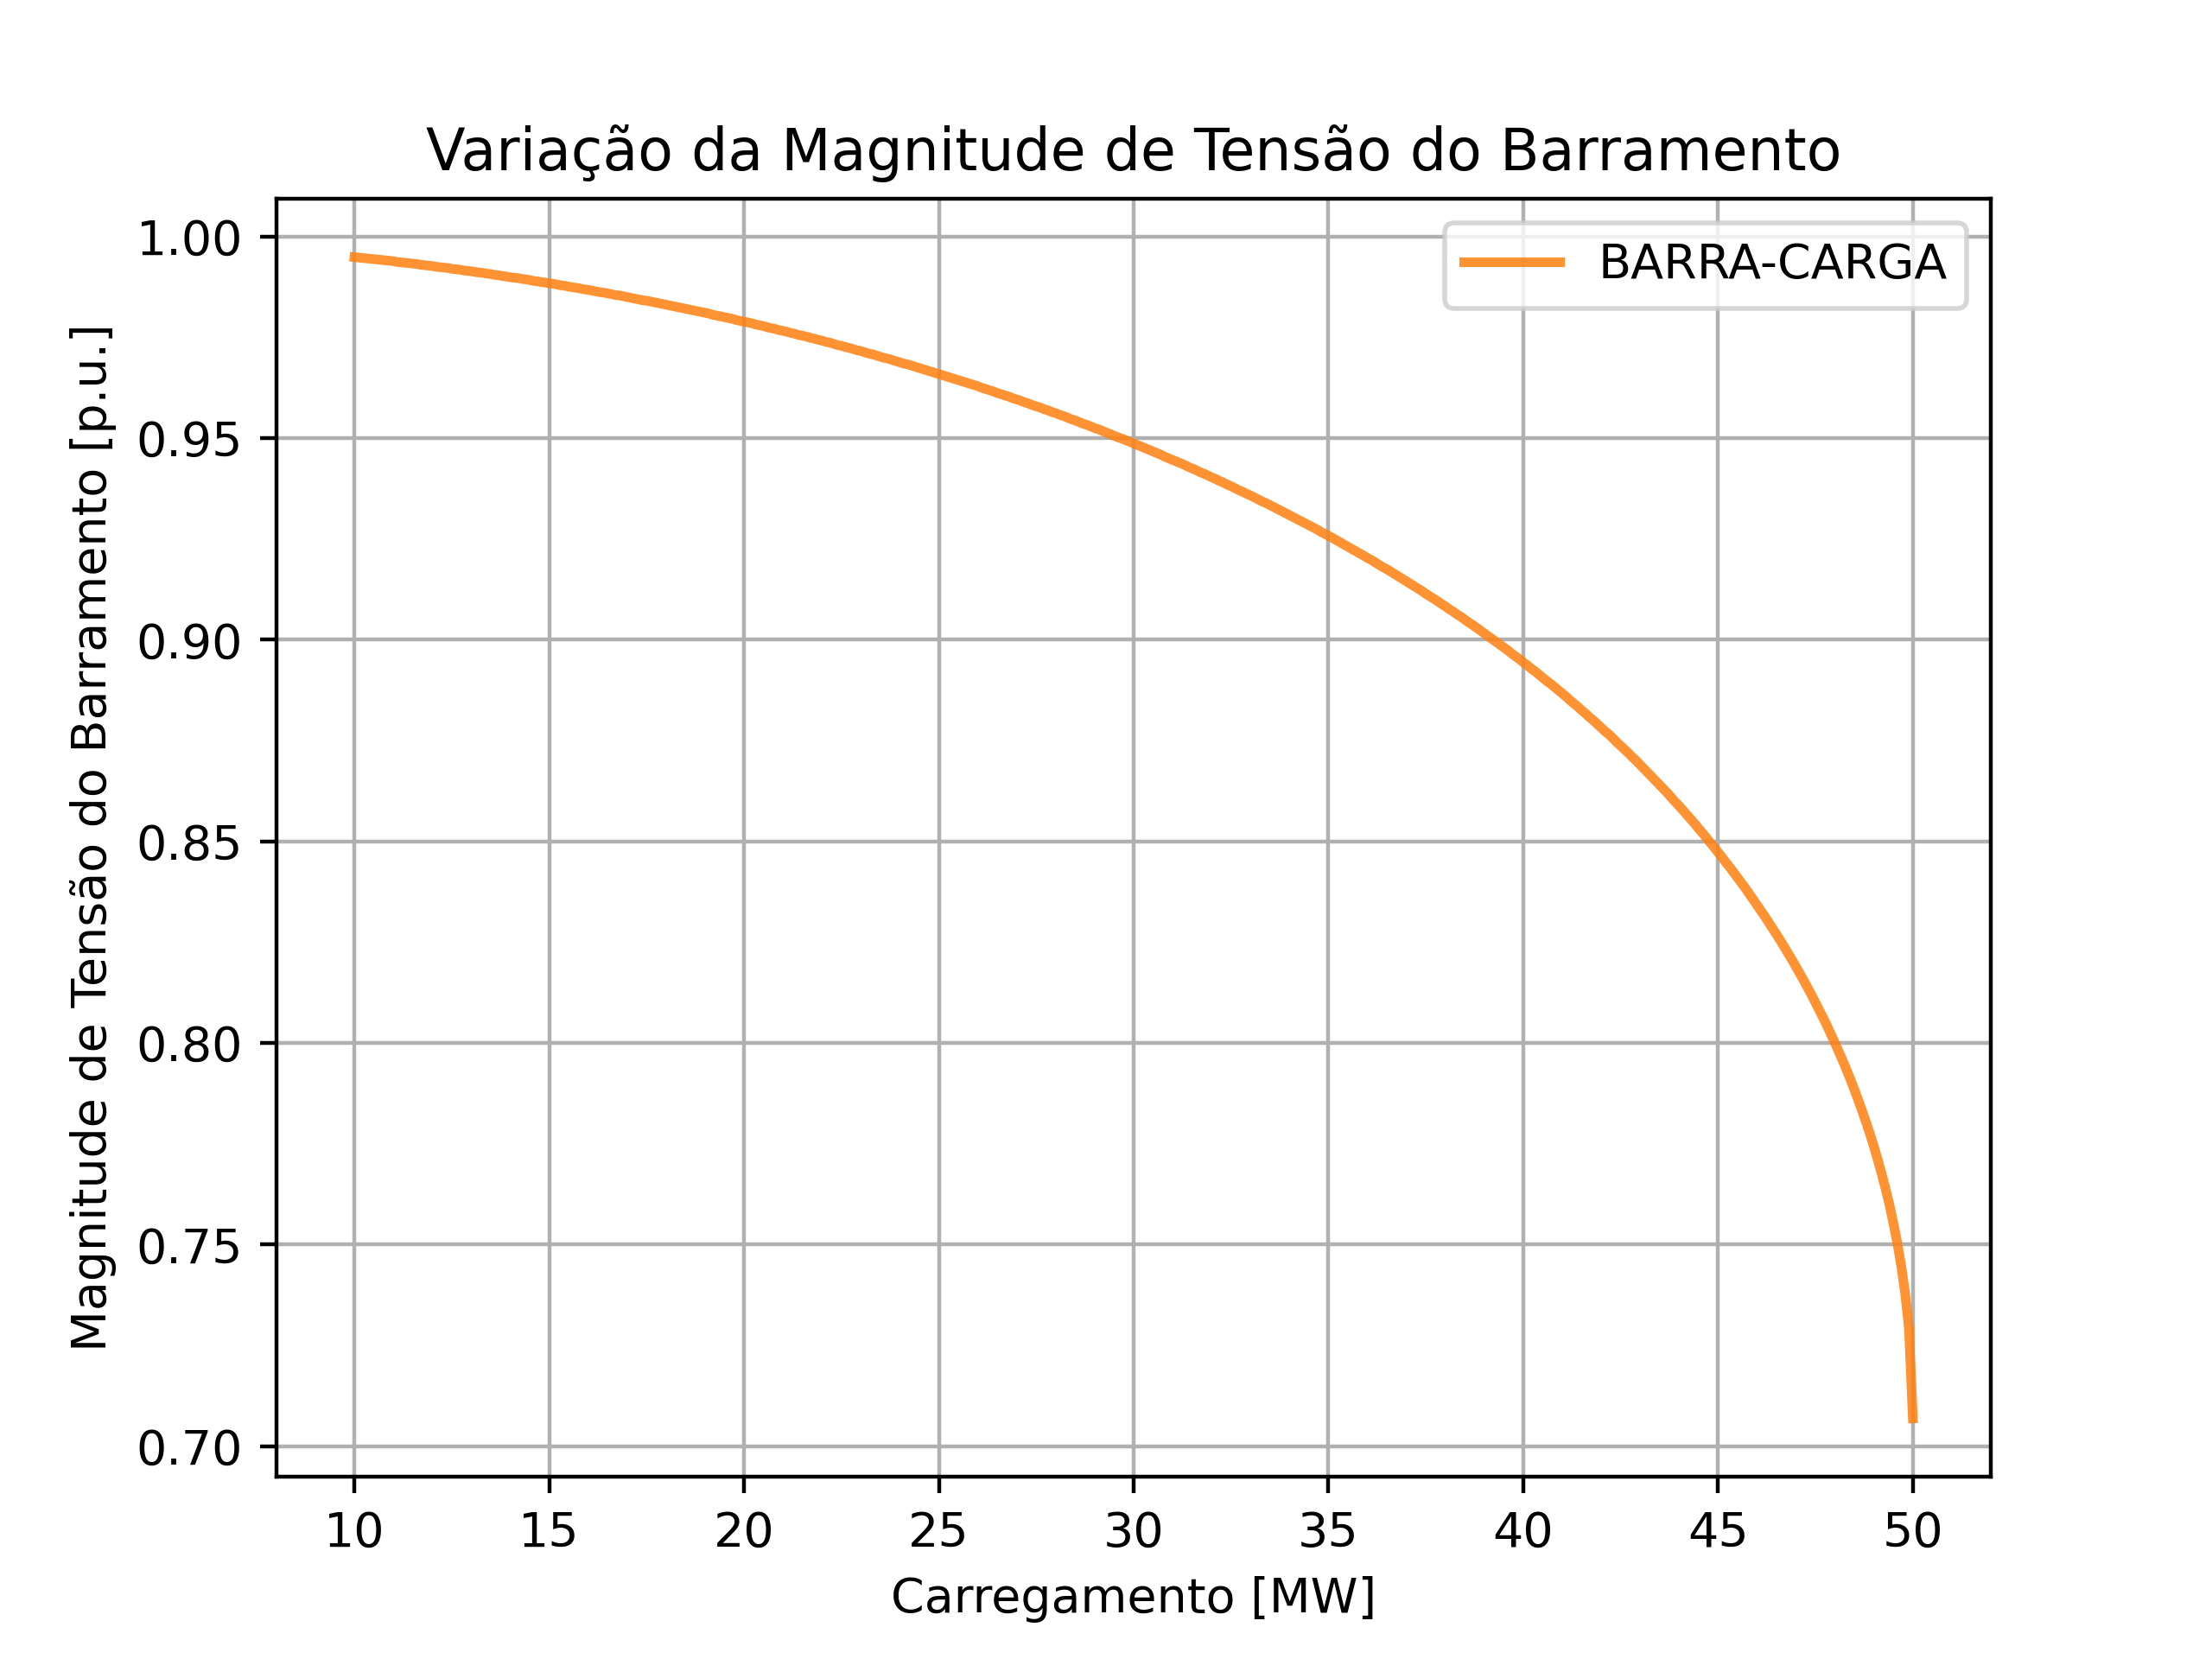 Variação da Magnitude de Tensão do Barramento
BARRA-CARGA
Magnitude de Tensão do Barramento [p.u.]
1.00
0.95
0.90
0.85
0.80
0.75
0.70
10 15 20 25 30 35 40 45 50
Carregamento [MW]